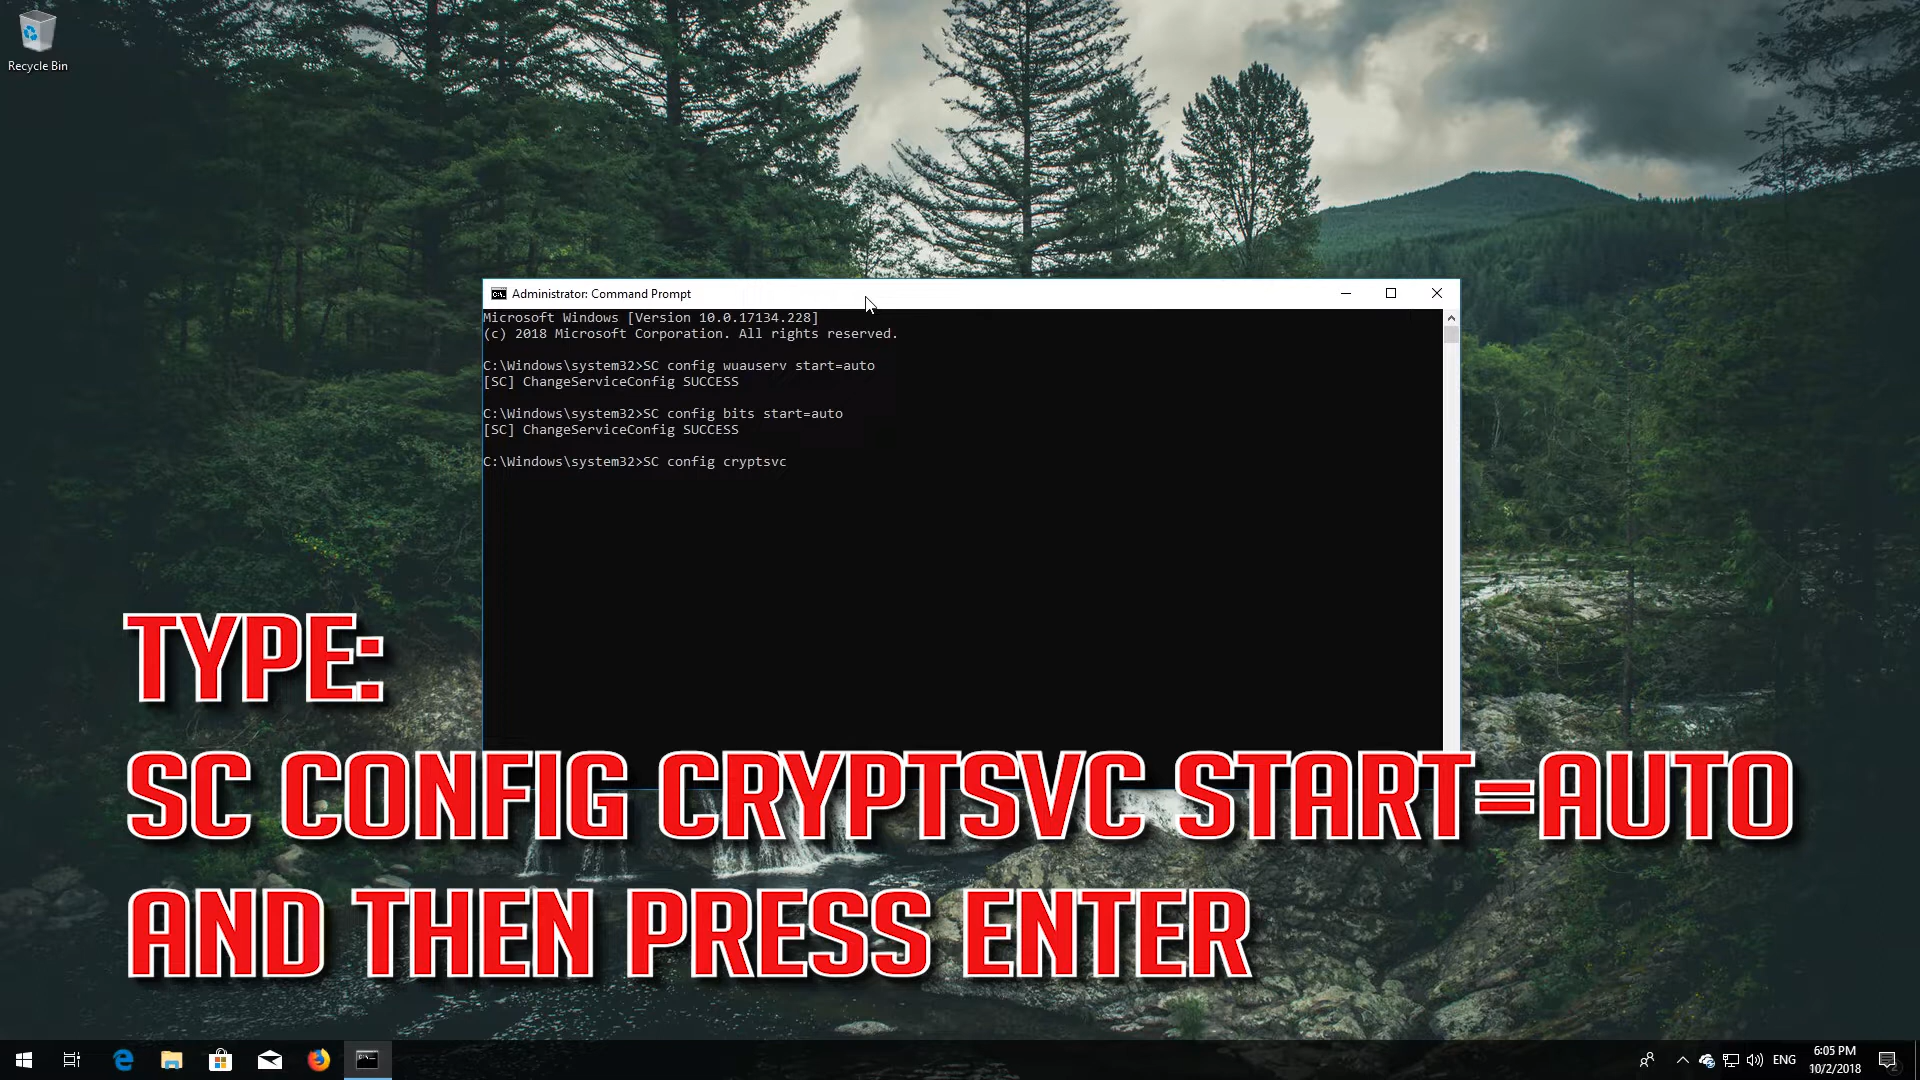 Recycle Bin
Administrator: Command Prompt
Microsoft Windows [Version 10.0.17134.228]
(c) 2018 Microsoft Corporation. All rights reserved.
C:\Windows\system32>SC config wuauserv start=auto
[SC] ChangeServiceConfig SUCCESS
C:\Windows\system32>SC config bits start=auto
[SC] ChangeServiceConfig SUCCESS
C:\Windows\system32>SC config cryptsvc
TYPE:
SC CONFIG CRYPTSVC START=AUTO
AND THEN PRESS ENTER
ENG
6:05 PM
10/2/2018